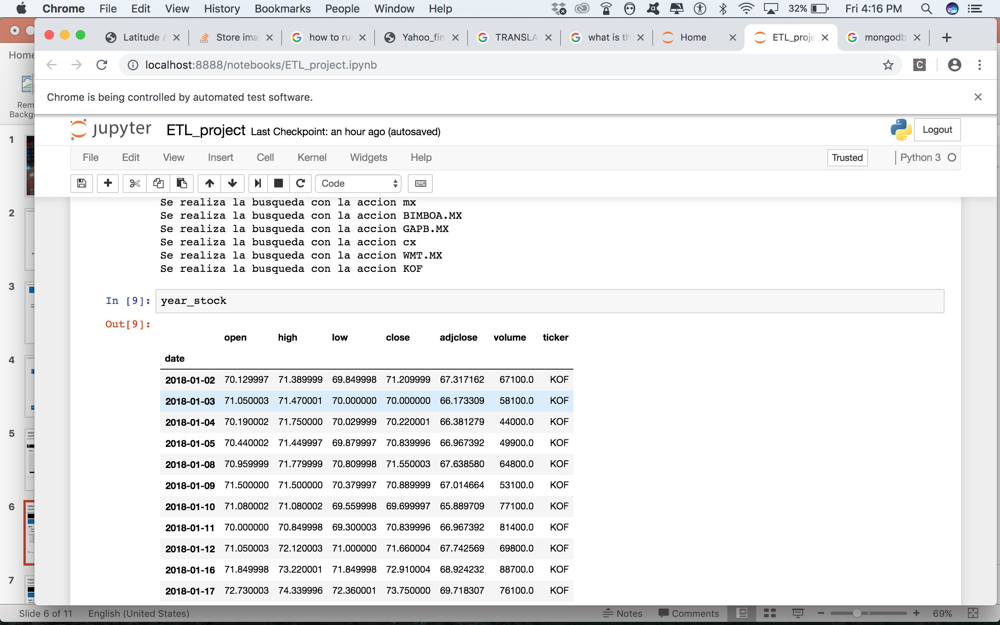 Chrome File Edit View History Bookmarks People Window Help 32% Fri 4:16 PM
Latitude Store ima how to ru Yahoo_fin TRANSLA what is th Home ETL_proje mongodb
localhost:8888/notebooks/ETL_project.ipynb
Chrome is being controlled by automated test software.
Home
Rem
Backg
jupyter ETL_project Last Checkpoint: an hour ago (autosaved) Logout
File Edit View Insert Cell Kernel Widgets Help Trusted Python 3
Code
Se realiza la busqueda con la accion mx
Se realiza la busqueda con la accion BIMBOA.MX
Se realiza la busqueda con la accion GAPB.MX
Se realiza la busqueda con la accion cx
Se realiza la busqueda con la accion WMT.MX
Se realiza la busqueda con la accion KOF
In [9]: year_stock
Out[9]:
open high low close adjclose volume ticker
date
2018-01-02 70.129997 71.389999 69.849998 71.209999 67.317162 67100.0 KOF
2018-01-03 71.050003 71.470001 70.000000 70.000000 66.173309 58100.0 KOF
2018-01-04 70.190002 71.750000 70.029999 70.220001 66.381279 44000.0 KOF
2018-01-05 70.440002 71.449997 69.879997 70.839996 66.967392 49900.0 KOF
2018-01-08 70.959999 71.779999 70.809998 71.550003 67.638580 64800.0 KOF
2018-01-09 71.500000 71.500000 70.379997 70.889999 67.014664 53100.0 KOF
2018-01-10 71.080002 71.080002 69.559998 69.699997 65.889709 77100.0 KOF
2018-01-11 70.000000 70.849998 69.300003 70.839996 66.967392 81400.0 KOF
2018-01-12 71.050003 72.120003 71.000000 71.660004 67.742569 69800.0 KOF
2018-01-16 71.849998 73.220001 71.849998 72.910004 68.924232 88700.0 KOF
2018-01-17 72.730003 74.339996 72.360001 73.750000 69.718307 76100.0 KOF
1
2
3
4
5
6
7
Slide 6 of 11 English (United States) Notes Comments 69%